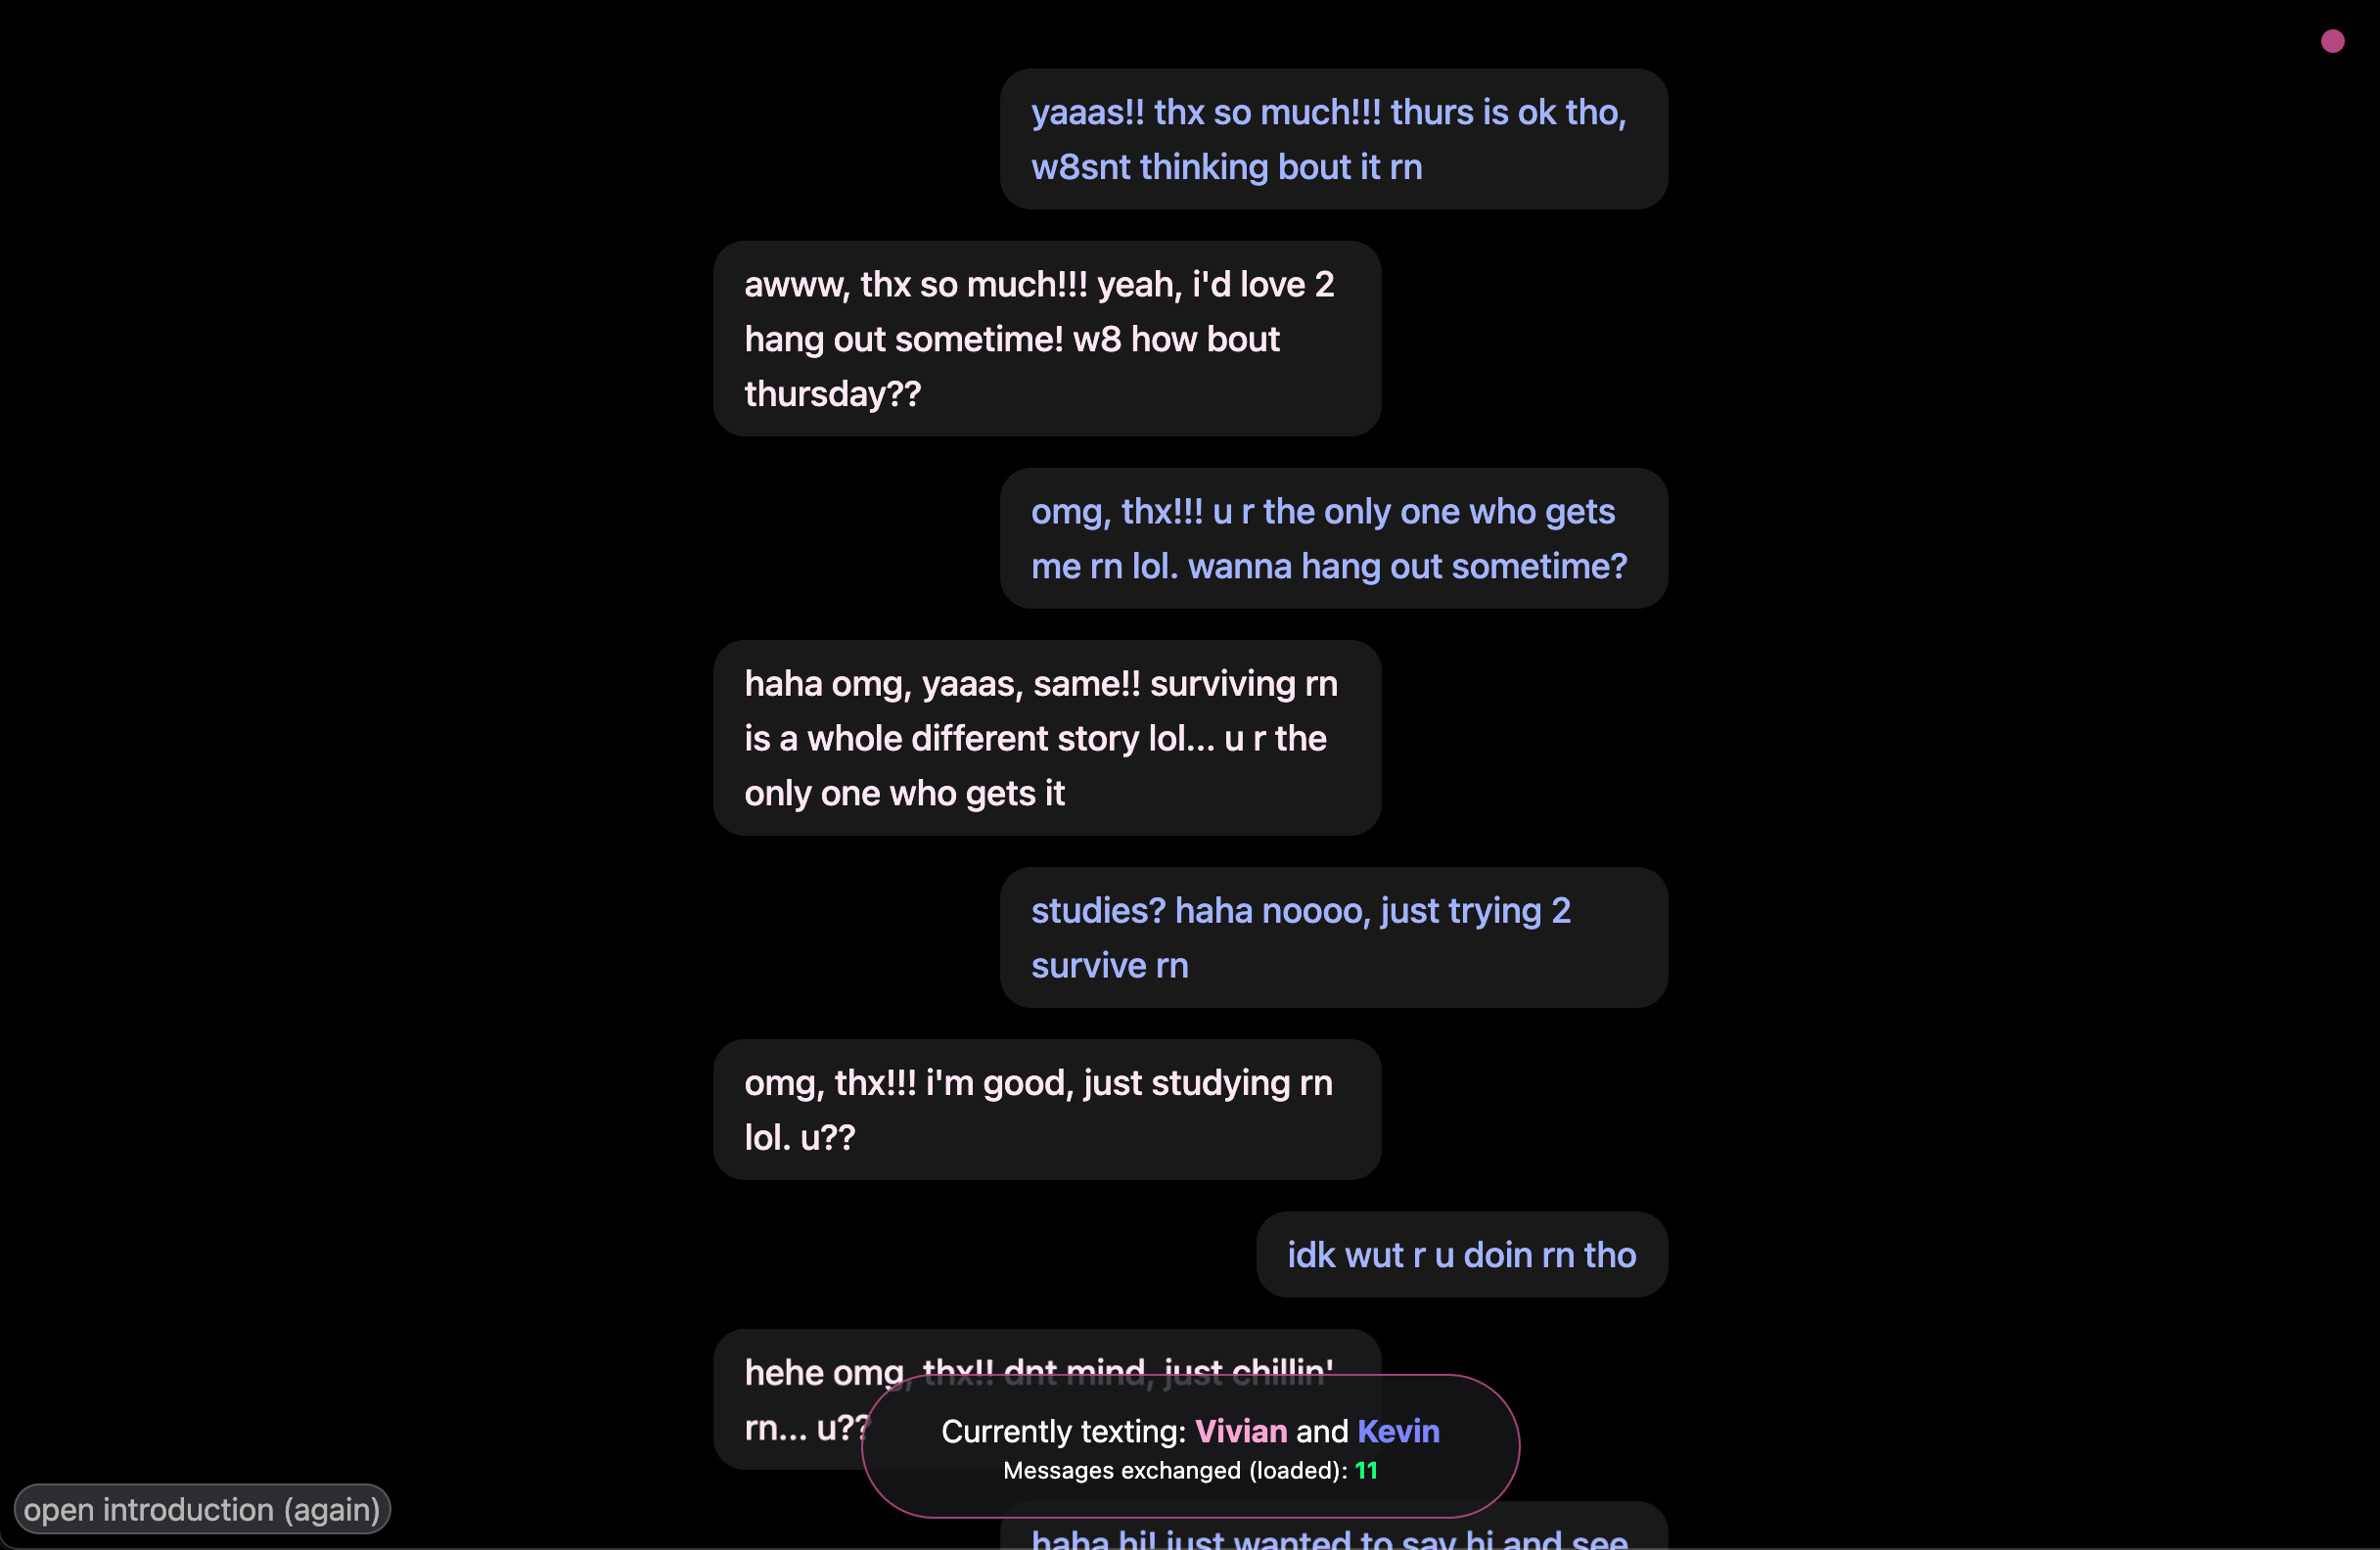 yaaas!! thx so much!!! thurs is ok tho,
w8snt thinking bout it rn
awww, thx so much!!! yeah, i'd love 2
hang out sometime! w8 how bout
thursday??
omg, thx!!! u r the only one who gets
me rn lol. wanna hang out sometime?
haha omg, yaaas, same!! surviving rn
is a whole different story lol... u r the
only one who gets it
studies? haha noooo, just trying 2
survive rn
omg, thx!!! i'm good, just studying rn
lol. u??
idk wut r u doin rn tho
hehe omg, thx!! dnt mind, just chillin'
rn... u??
Currently texting: Vivian and Kevin
Messages exchanged (loaded): 11
open introduction (again)
haha hi! just wanted to say hi and see